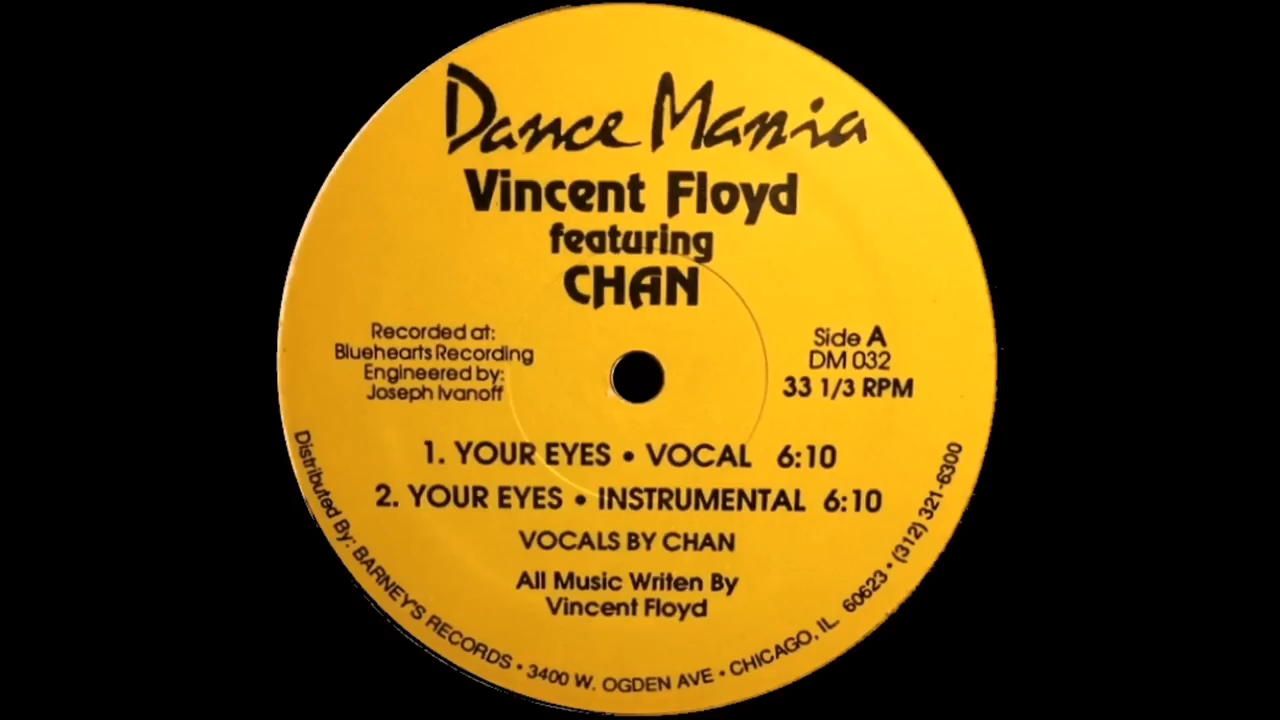 Dance Mania
Vincent Floyd
featuring
CHAN
Recorded at:
Bluehearts Recording
Engineered by:
Joseph Ivanoff
Side A
DM 032
33 1/3 RPM
1. YOUR EYES • VOCAL 6:10
2. YOUR EYES • INSTRUMENTAL 6:10
VOCALS BY CHAN
All Music Writen By
Vincent Floyd
Distributed By: BARNEY'S RECORDS • 3400 W. OGDEN AVE • CHICAGO, IL. 60623 • (312) 321-6300